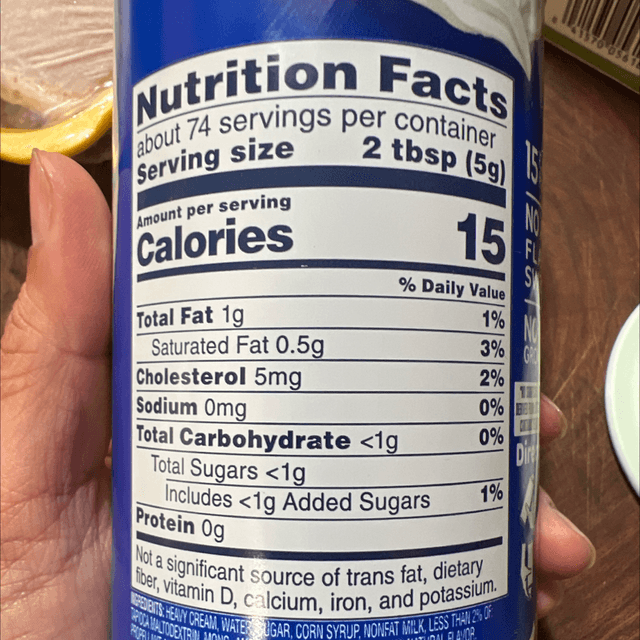 Nutrition Facts
about 74 servings per container
Serving size 2 tbsp (5g)
Amount per serving
Calories 15
% Daily Value
Total Fat 1g 1%
Saturated Fat 0.5g 3%
Cholesterol 5mg 2%
Sodium 0mg 0%
Total Carbohydrate <1g 0%
Total Sugars <1g
Includes <1g Added Sugars 1%
Protein 0g
Not a significant source of trans fat, dietary
fiber, vitamin D, calcium, iron, and potassium.
INGREDIENTS: HEAVY CREAM, WATER, SUGAR, CORN SYRUP, NONFAT MILK, LESS THAN 2% OF:
MALTODEXTRIN,
15
NO